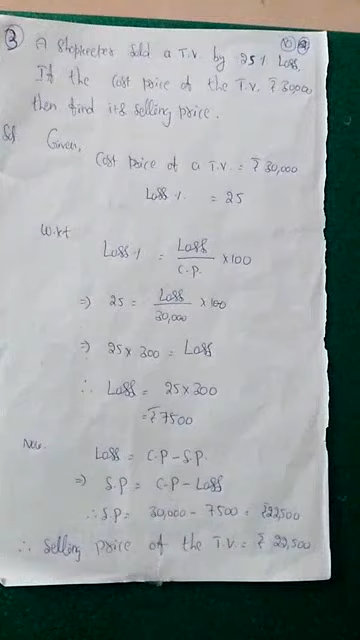 3 A Shopkeeper Sold a T.V. by 25% Loss.
If the cost price of the T.V. ₹ 30,000
then find its selling price.
Sol Given,
Cost price of a T.V. = ₹ 30,000
Loss % = 25
W.k.t
Loss % = Loss / C.P. × 100
⇒ 25 = Loss / 30,000 × 100
⇒ 25 × 300 = Loss
∴ Loss = 25 × 300
= ₹ 7500
Now.
Loss = C.P – S.P.
⇒ S.P = C.P – Loss
∴ S.P = 30,000 – 7500 = ₹22,500
∴ Selling price of the T.V. = ₹ 22,500